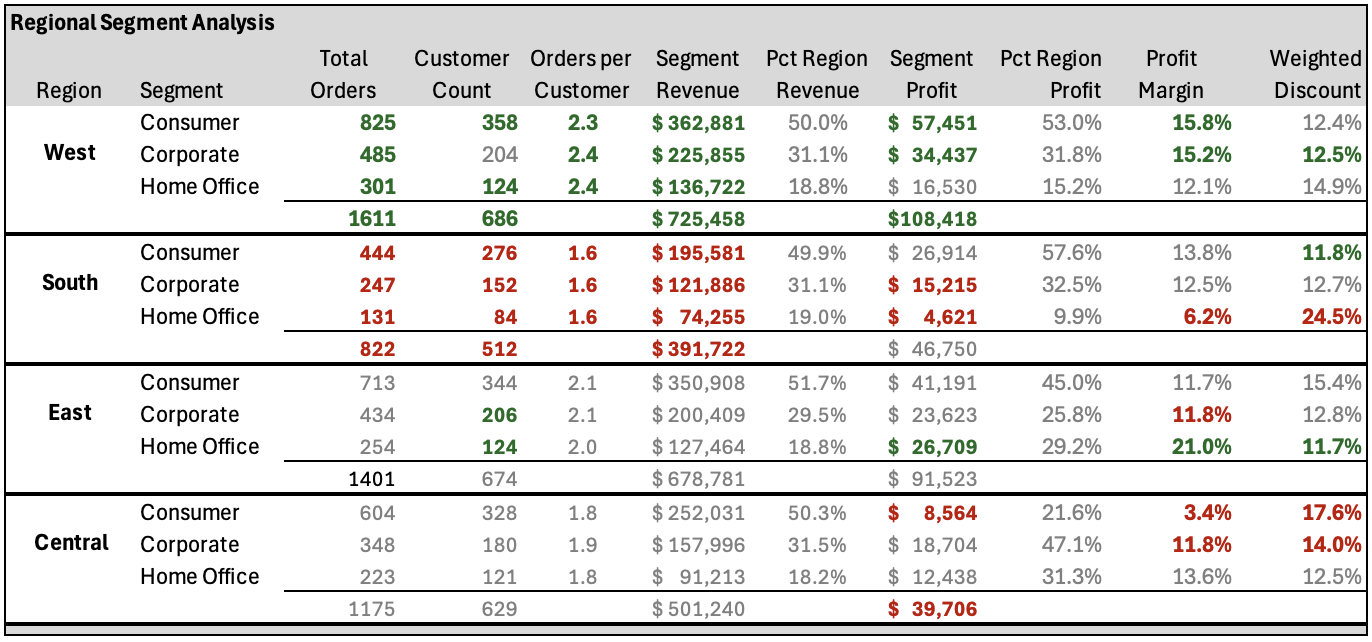 Regional Segment Analysis
Total Customer Orders per Segment Pct Region Segment Pct Region Profit Weighted
Region Segment Orders Count Customer Revenue Revenue Profit Profit Margin Discount
Consumer 825 358 2.3 $ 362,881 50.0% $ 57,451 53.0% 15.8% 12.4%
West Corporate 485 204 2.4 $ 225,855 31.1% $ 34,437 31.8% 15.2% 12.5%
Home Office 301 124 2.4 $ 136,722 18.8% $ 16,530 15.2% 12.1% 14.9%
1611 686 $ 725,458 $108,418
Consumer 444 276 1.6 $ 195,581 49.9% $ 26,914 57.6% 13.8% 11.8%
South Corporate 247 152 1.6 $ 121,886 31.1% $ 15,215 32.5% 12.5% 12.7%
Home Office 131 84 1.6 $ 74,255 19.0% $ 4,621 9.9% 6.2% 24.5%
822 512 $ 391,722 $ 46,750
Consumer 713 344 2.1 $ 350,908 51.7% $ 41,191 45.0% 11.7% 15.4%
East Corporate 434 206 2.1 $ 200,409 29.5% $ 23,623 25.8% 11.8% 12.8%
Home Office 254 124 2.0 $ 127,464 18.8% $ 26,709 29.2% 21.0% 11.7%
1401 674 $ 678,781 $ 91,523
Consumer 604 328 1.8 $ 252,031 50.3% $ 8,564 21.6% 3.4% 17.6%
Central Corporate 348 180 1.9 $ 157,996 31.5% $ 18,704 47.1% 11.8% 14.0%
Home Office 223 121 1.8 $ 91,213 18.2% $ 12,438 31.3% 13.6% 12.5%
1175 629 $ 501,240 $ 39,706